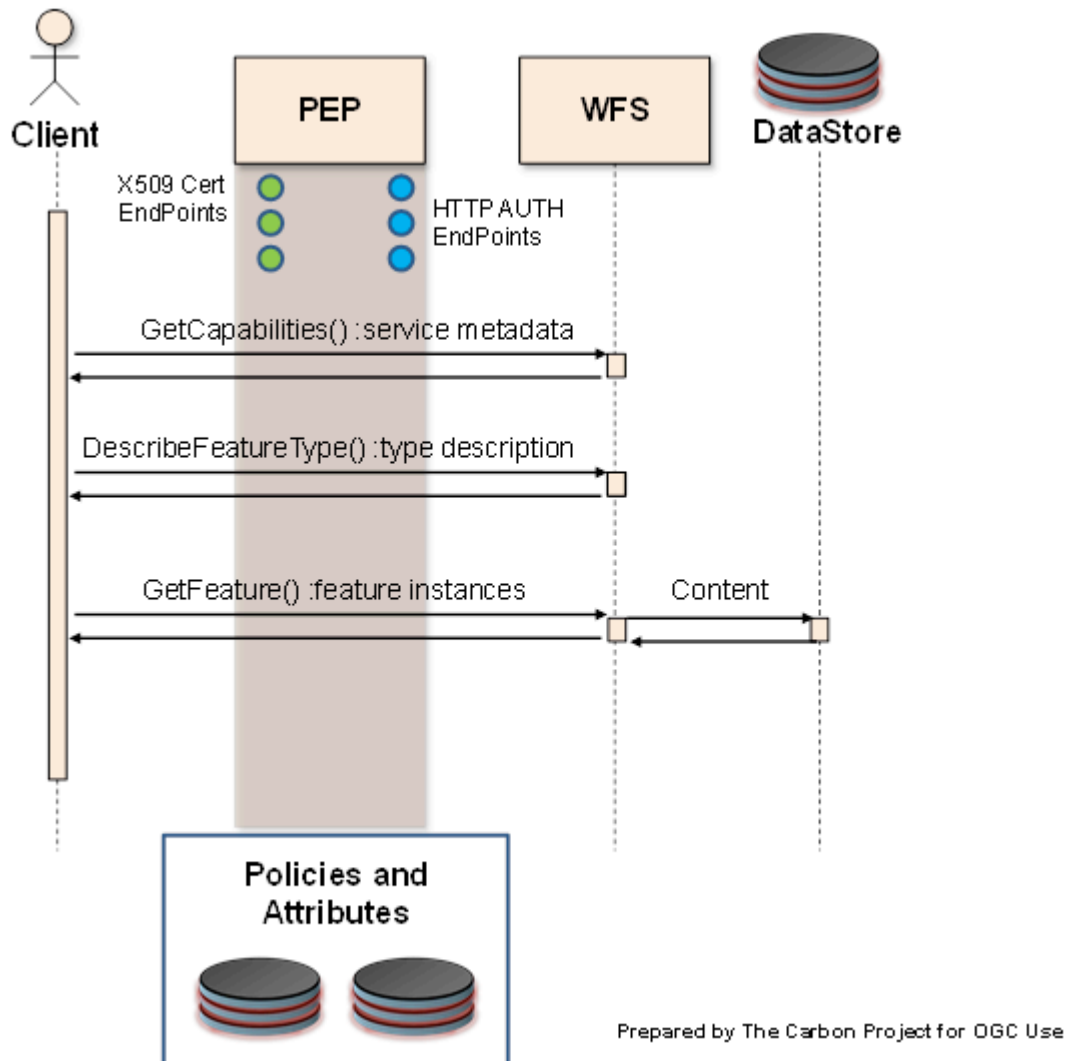 Client
PEP
WFS
DataStore
X509 Cert
EndPoints
HTTP AUTH
EndPoints
GetCapabilities() :service metadata
DescribeFeatureType() :type description
GetFeature() :feature instances
Content
Policies and
Attributes
Prepared by The Carbon Project for OGC Use